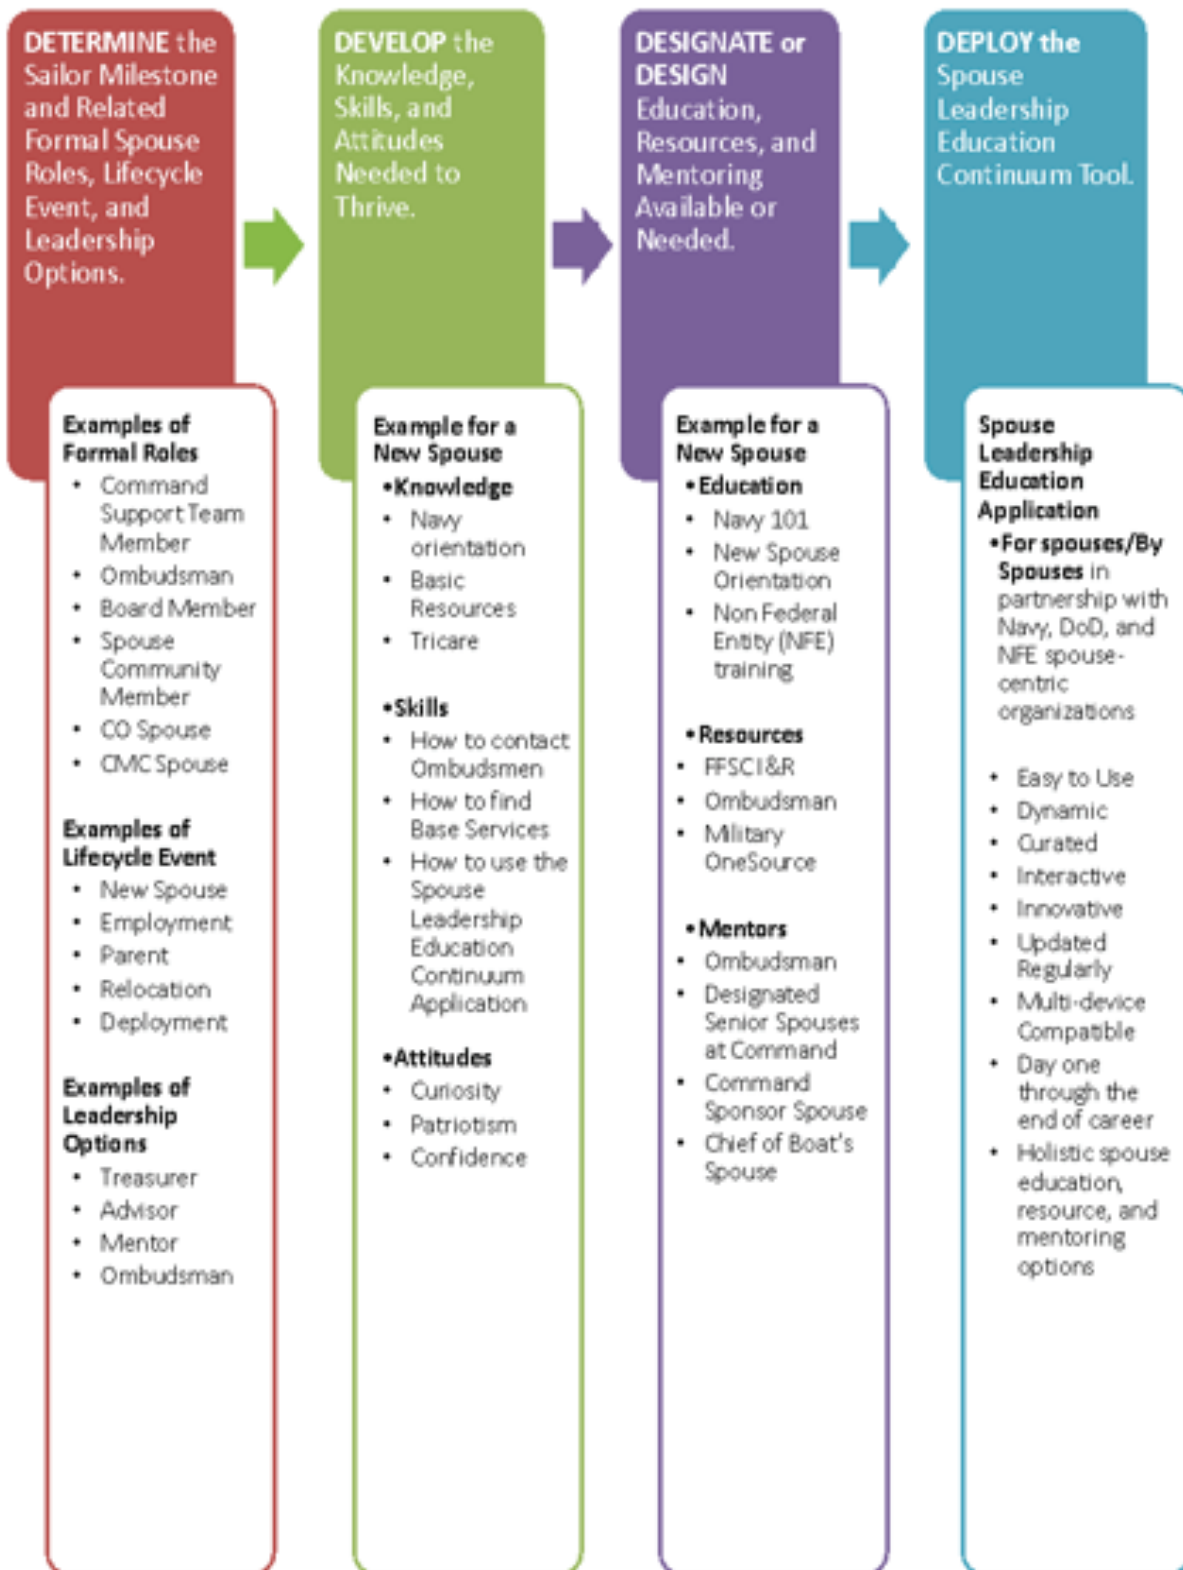 DETERMINE the
Sailor Milestone
and Related
Formal Spouse
Roles, Lifecycle
Event, and
Leadership
Options.
Examples of
Formal Roles
• Command
Support Team
Member
• Ombudsman
• Board Member
• Spouse
Community
Member
• CO Spouse
• CMC Spouse
Examples of
Lifecycle Event
• New Spouse
• Employment
• Parent
• Relocation
• Deployment
Examples of
Leadership
Options
• Treasurer
• Advisor
• Mentor
• Ombudsman
DEVELOP the
Knowledge,
Skills, and
Attitudes
Needed to
Thrive.
Example for a
New Spouse
•Knowledge
• Navy
orientation
• Basic
Resources
• Tricare
•Skills
• How to contact
Ombudsmen
• How to find
Base Services
• How to use the
Spouse
Leadership
Education
Continuum
Application
•Attitudes
• Curiosity
• Patriotism
• Confidence
DESIGNATE or
DESIGN
Education,
Resources, and
Mentoring
Available or
Needed.
Example for a
New Spouse
•Education
• Navy 101
• New Spouse
Orientation
• Non Federal
Entity (NFE)
training
•Resources
• FFSC I&R
• Ombudsman
• Military
OneSource
•Mentors
• Ombudsman
• Designated
Senior Spouses
at Command
• Command
Sponsor Spouse
• Chief of Boat's
Spouse
DEPLOY the
Spouse
Leadership
Education
Continuum Tool.
Spouse
Leadership
Education
Application
•For spouses/By
Spouses in
partnership with
Navy, DoD, and
NFE spouse-
centric
organizations
• Easy to Use
• Dynamic
• Curated
• Interactive
• Innovative
• Updated
Regularly
• Multi-device
Compatible
• Day one
through the
end of career
• Holistic spouse
education,
resource, and
mentoring
options